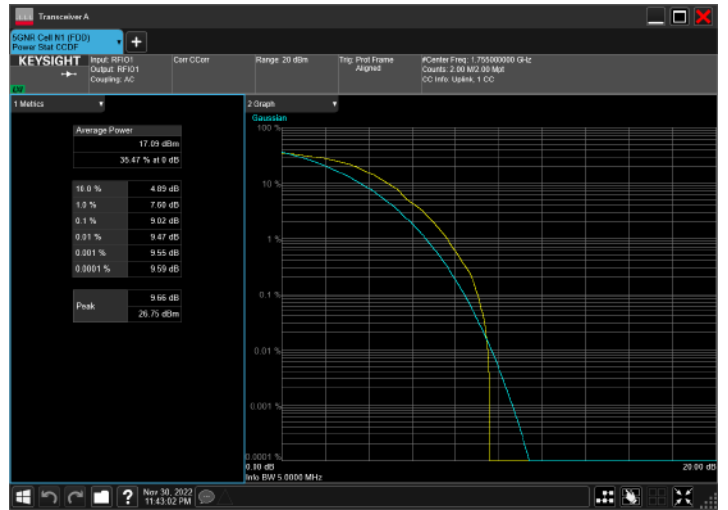 Transceiver A
5GNR Cell N1 (FDD)
Power Stat CCDF
KEYSIGHT
Input: RFIO1
Output: RFIO1
Coupling: AC
Corr CCorr
Range: 20 dBm
Trig: Prot Frame
Aligned
#Center Freq: 1.755000000 GHz
Counts: 2.00 M/2.00 Mpt
CC Info: Uplink, 1 CC
1 Metrics
Average Power
17.09 dBm
35.47 % at 0 dB
10.0 % 4.89 dB
1.0 % 7.60 dB
0.1 % 9.02 dB
0.01 % 9.47 dB
0.001 % 9.55 dB
0.0001 % 9.59 dB
Peak 9.66 dB
26.75 dBm
2 Graph
Gaussian
100 %
10 %
1 %
0.1 %
0.01 %
0.001 %
0.0001 %
0.00 dB
20.00 dB
Info BW 5.0000 MHz
Nov 30, 2022
11:43:02 PM